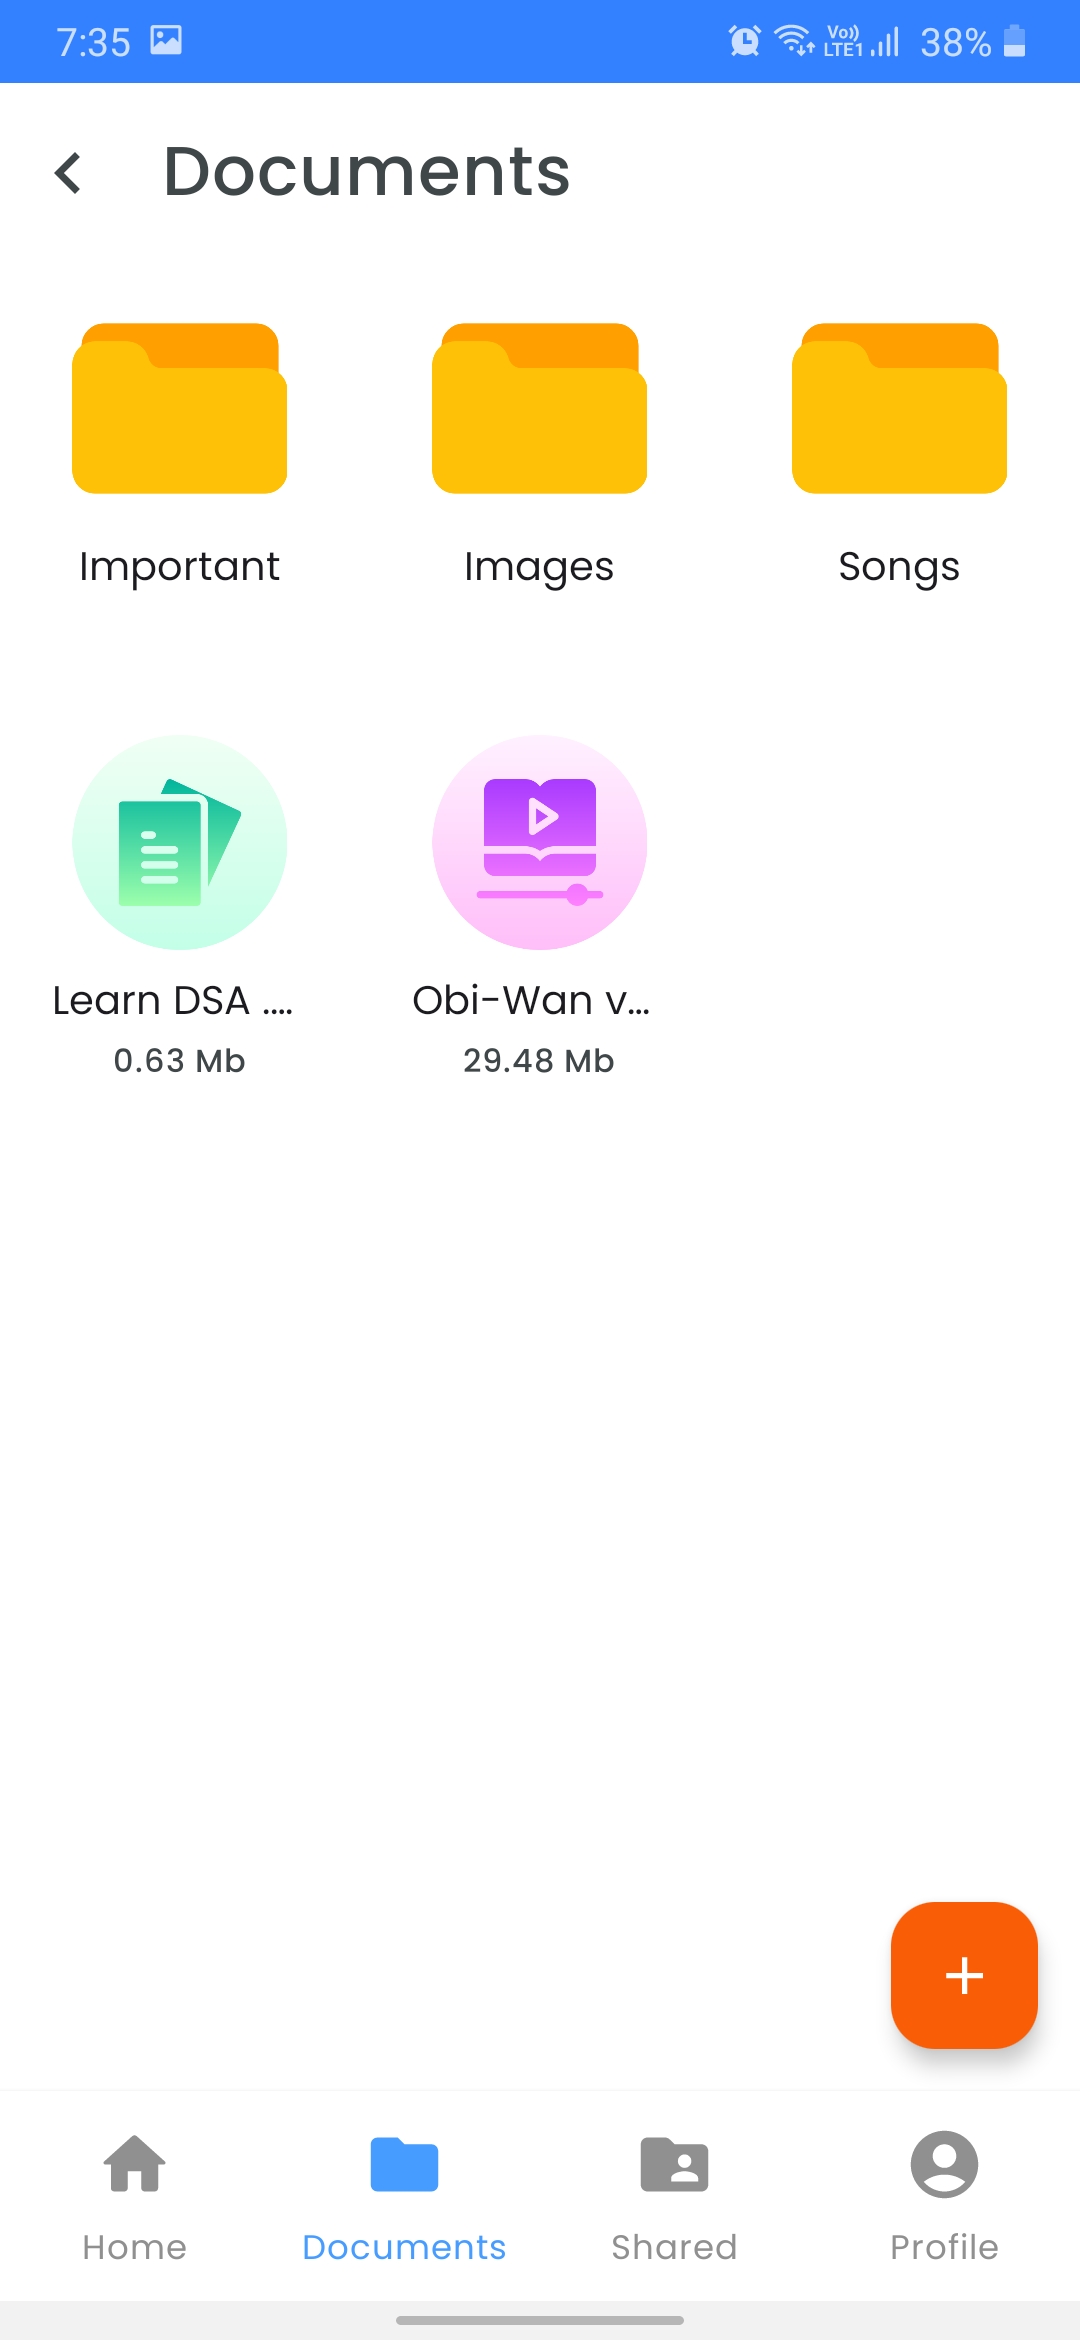 7:35
Vo)) LTE1 38%
Documents
Important Images Songs
Learn DSA .... Obi-Wan v...
0.63 Mb 29.48 Mb
Home Documents Shared Profile